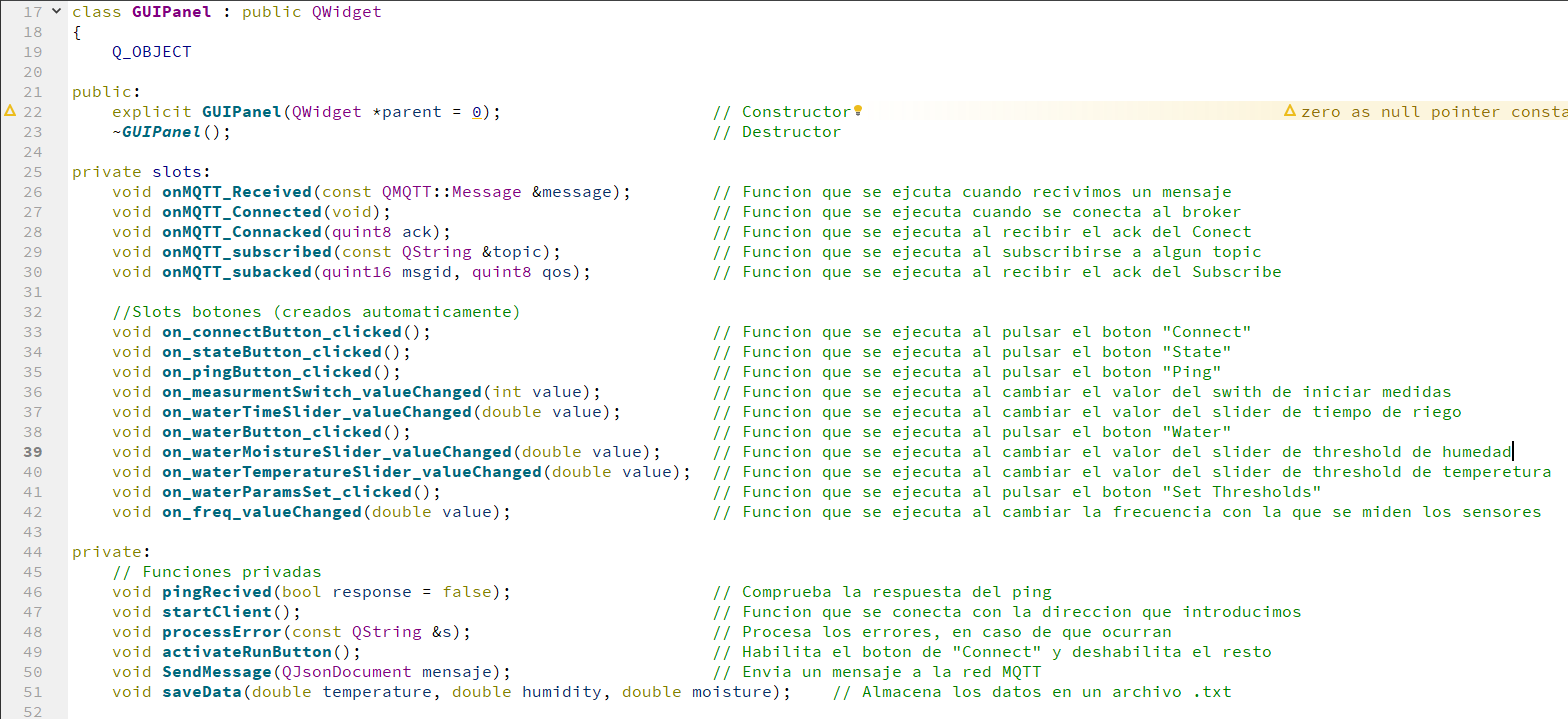 17 class GUIPanel : public QWidget
18 {
19     Q_OBJECT
20
21 public:
22     explicit GUIPanel(QWidget *parent = 0);                     // Constructor zero as null pointer consta
23     ~GUIPanel();                                                // Destructor
24
25 private slots:
26     void onMQTT_Received(const QMQTT::Message &message);        // Funcion que se ejcuta cuando recivimos un mensaje
27     void onMQTT_Connected(void);                                // Funcion que se ejecuta cuando se conecta al broker
28     void onMQTT_Connacked(quint8 ack);                          // Funcion que se ejecuta al recibir el ack del Conect
29     void onMQTT_subscribed(const QString &topic);               // Funcion que se ejecuta al subscribirse a algun topic
30     void onMQTT_subacked(quint16 msgid, quint8 qos);            // Funcion que se ejecuta al recibir el ack del Subscribe
31
32     //Slots botones (creados automaticamente)
33     void on_connectButton_clicked();                            // Funcion que se ejecuta al pulsar el boton "Connect"
34     void on_stateButton_clicked();                              // Funcion que se ejecuta al pulsar el boton "State"
35     void on_pingButton_clicked();                               // Funcion que se ejecuta al pulsar el boton "Ping"
36     void on_measurmentSwitch_valueChanged(int value);           // Funcion que se ejecuta al cambiar el valor del swith de iniciar medidas
37     void on_waterTimeSlider_valueChanged(double value);         // Funcion que se ejecuta al cambiar el valor del slider de tiempo de riego
38     void on_waterButton_clicked();                              // Funcion que se ejecuta al pulsar el boton "Water"
39     void on_waterMoistureSlider_valueChanged(double value);     // Funcion que se ejecuta al cambiar el valor del slider de threshold de humedad
40     void on_waterTemperatureSlider_valueChanged(double value);  // Funcion que se ejecuta al cambiar el valor del slider de threshold de temperetura
41     void on_waterParamsSet_clicked();                           // Funcion que se ejecuta al pulsar el boton "Set Thresholds"
42     void on_freq_valueChanged(double value);                    // Funcion que se ejecuta al cambiar la frecuencia con la que se miden los sensores
43
44 private:
45     // Funciones privadas
46     void pingRecived(bool response = false);                    // Comprueba la respuesta del ping
47     void startClient();                                         // Funcion que se conecta con la direccion que introducimos
48     void processError(const QString &s);                        // Procesa los errores, en caso de que ocurran
49     void activateRunButton();                                   // Habilita el boton de "Connect" y deshabilita el resto
50     void SendMessage(QJsonDocument mensaje);                    // Envia un mensaje a la red MQTT
51     void saveData(double temperature, double humidity, double moisture);    // Almacena los datos en un archivo .txt
52